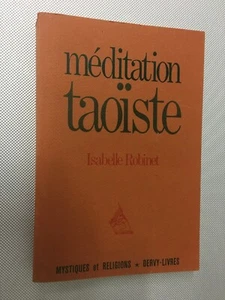 méditation
taoïste
Isabelle Robinet
MYSTIQUES et RELIGIONS • DERVY-LIVRES